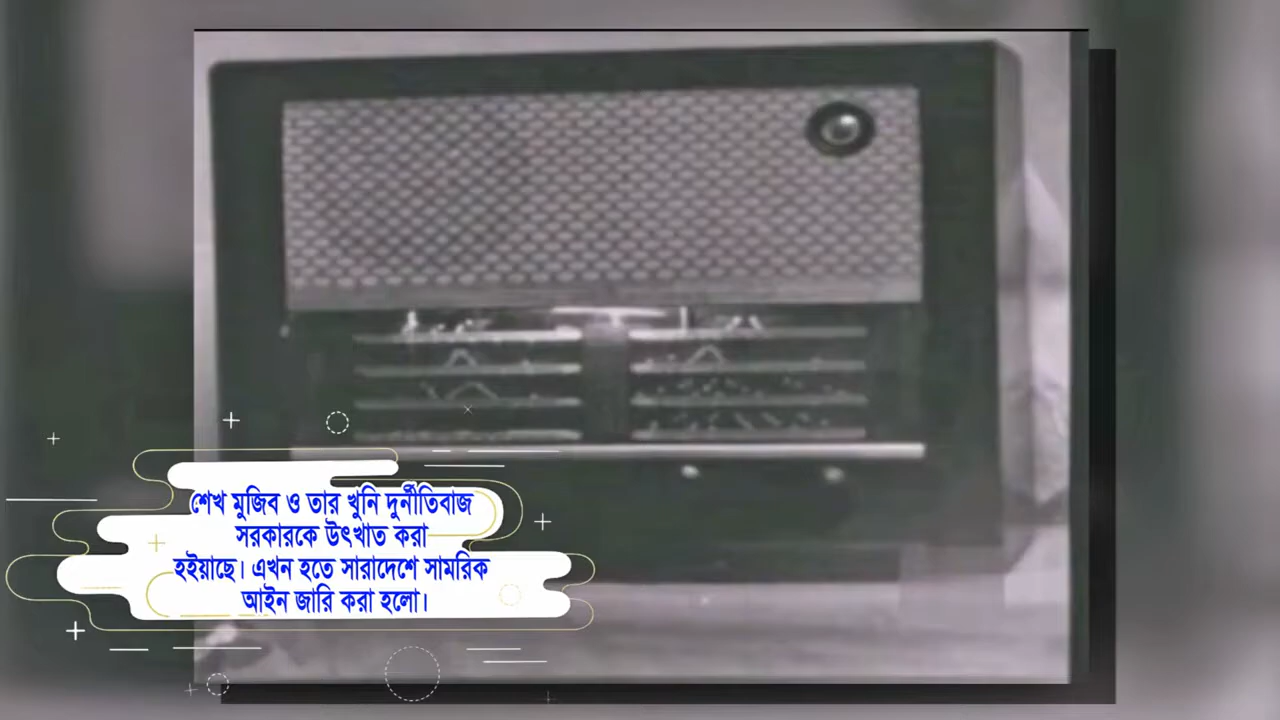 শেখ মুজিব ও তার খুনি দুর্নীতিবাজ
সরকারকে উৎখাত করা
হইয়াছে। এখন হতে সারাদেশে সামরিক
আইন জারি করা হলো।